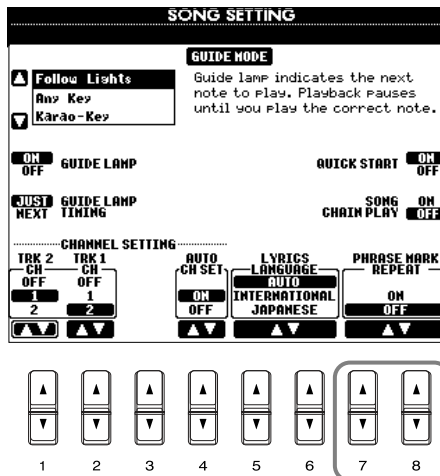 SONG SETTING
GUIDE MODE
Follow Lights
Any Key
Karao-Key
Guide lamp indicates the next
note to play. Playback pauses
until you play the correct note.
ON
OFF
GUIDE LAMP
QUICK START
ON
OFF
JUST
NEXT
GUIDE LAMP
TIMING
SONG
CHAIN PLAY
ON
OFF
CHANNEL SETTING
TRK 2
CH
OFF
1
2
TRK 1
CH
OFF
1
2
AUTO
CH SET
ON
OFF
LYRICS
LANGUAGE
AUTO
INTERNATIONAL
JAPANESE
PHRASE MARK
REPEAT
ON
OFF
1 2 3 4 5 6 7 8